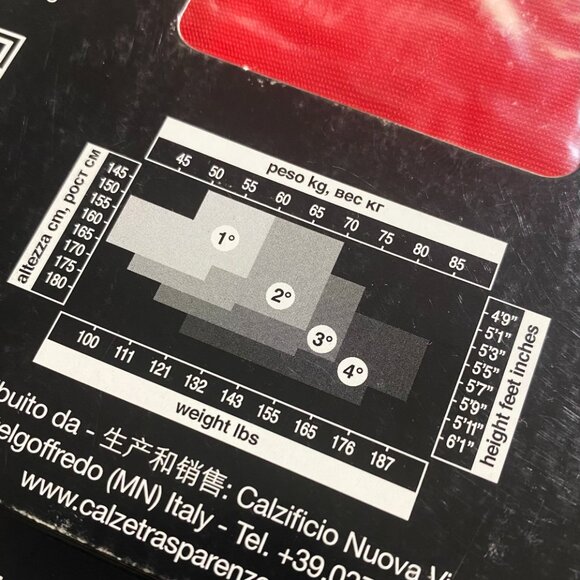 peso kg, вес кг
45 50 55 60 65 70 75 80 85
altezza cm, рост см
145
150
155
160
165
170
175
180
1°
2°
3°
4°
4'9"
5'1"
5'3"
5'5"
5'7"
5'9"
5'11"
6'1"
height feet inches
100 111 121 132 143 155 165 176 187
weight lbs
da - 生产和销售: Calzificio Nuova
(MN) Italy - Tel. +39.03
www.calzetrasparenze